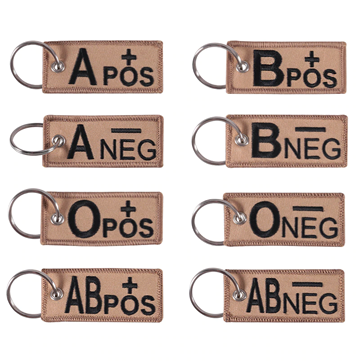 A+ POS
B+ POS
A− NEG
B− NEG
O+ POS
O− NEG
AB+ POS
AB− NEG